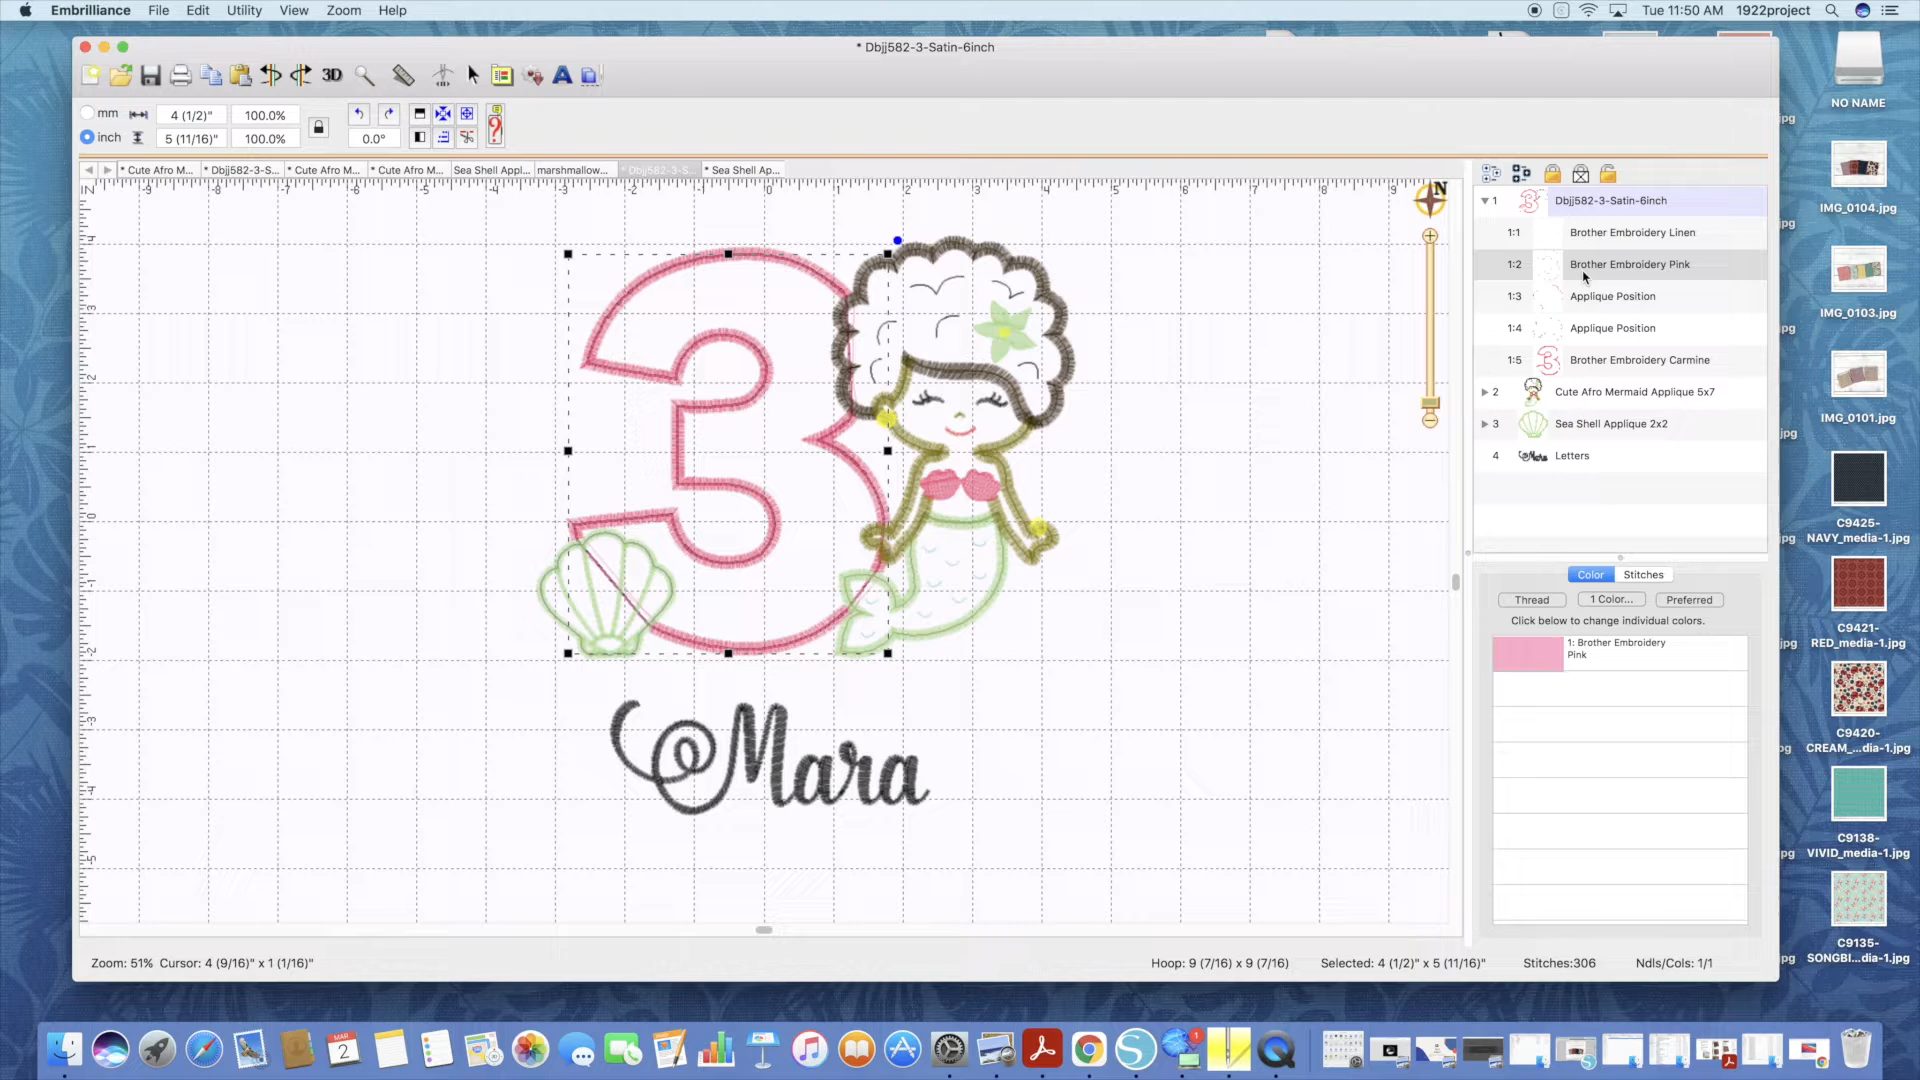 Embrilliance File Edit Utility View Zoom Help
Tue 11:50 AM 1922project
* Dbjj582-3-Satin-6inch
3D
mm 4 (1/2)" 100.0%
inch 5 (11/16)" 100.0% 0.0°
* Cute Afro M... * Dbjj582-3-S... * Cute Afro M... * Cute Afro M... Sea Shell Appl... marshmallow... * Dbjj582-3-S... * Sea Shell Ap...
N
1 Dbjj582-3-Satin-6inch
1:1 Brother Embroidery Linen
1:2 Brother Embroidery Pink
1:3 Applique Position
1:4 Applique Position
1:5 Brother Embroidery Carmine
2 Cute Afro Mermaid Applique 5x7
3 Sea Shell Applique 2x2
4 Letters
3
Mara
Color Stitches
Thread 1 Color... Preferred
Click below to change individual colors.
1: Brother Embroidery
Pink
Zoom: 51% Cursor: 4 (9/16)" x 1 (1/16)"
Hoop: 9 (7/16) x 9 (7/16) Selected: 4 (1/2)" x 5 (11/16)" Stitches:306 Ndls/Cols: 1/1
NO NAME
IMG_0104.jpg
IMG_0103.jpg
IMG_0101.jpg
C9425-
NAVY_media-1.jpg
C9421-
RED_media-1.jpg
C9420-
CREAM_...dia-1.jpg
C9138-
VIVID_media-1.jpg
C9135-
SONGBI...dia-1.jpg
MAR
2